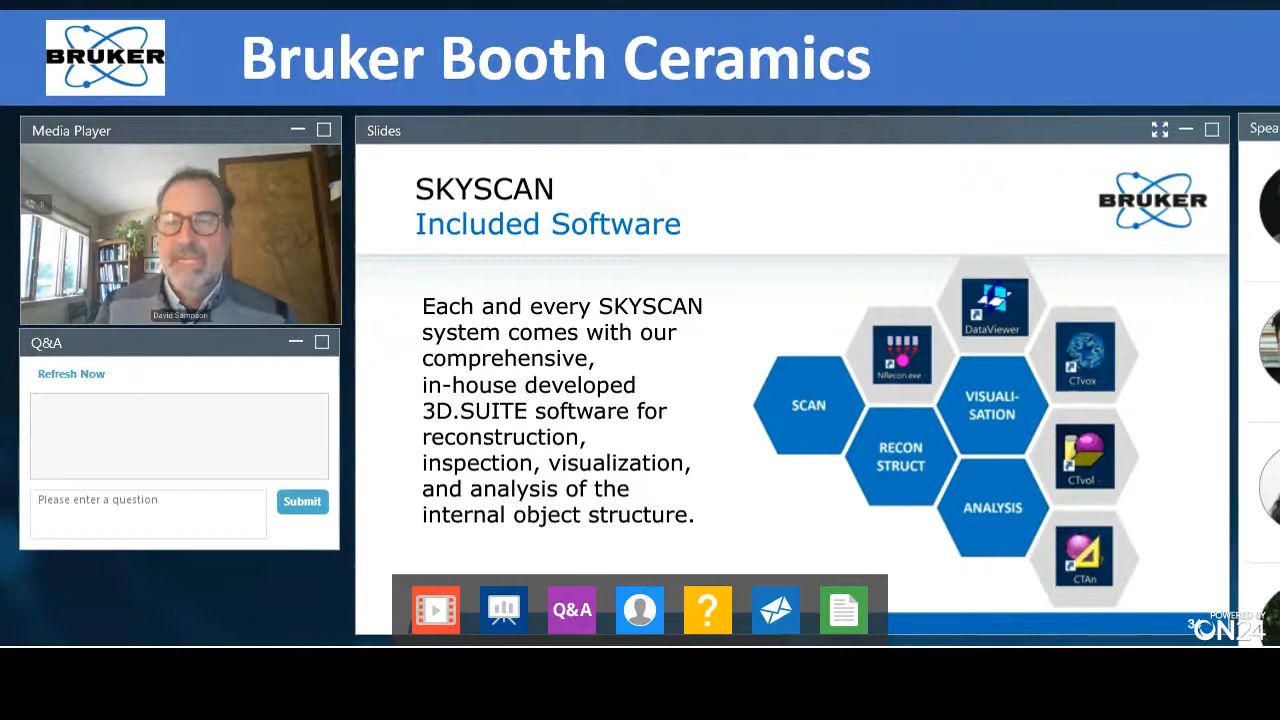 BRUKER
Bruker Booth Ceramics
Media Player
David Sampson
Q&A
Refresh Now
Please enter a question
Submit
Slides
SKYSCAN
Included Software
BRUKER
Each and every SKYSCAN
system comes with our
comprehensive,
in-house developed
3D.SUITE software for
reconstruction,
inspection, visualization,
and analysis of the
internal object structure.
SCAN
NRecon.exe
RECON
STRUCT
DataViewer
VISUALI-
SATION
ANALYSIS
CTvox
CTvol
CTAn
Q&A
?
34
POWERED BY
ON24
Spea